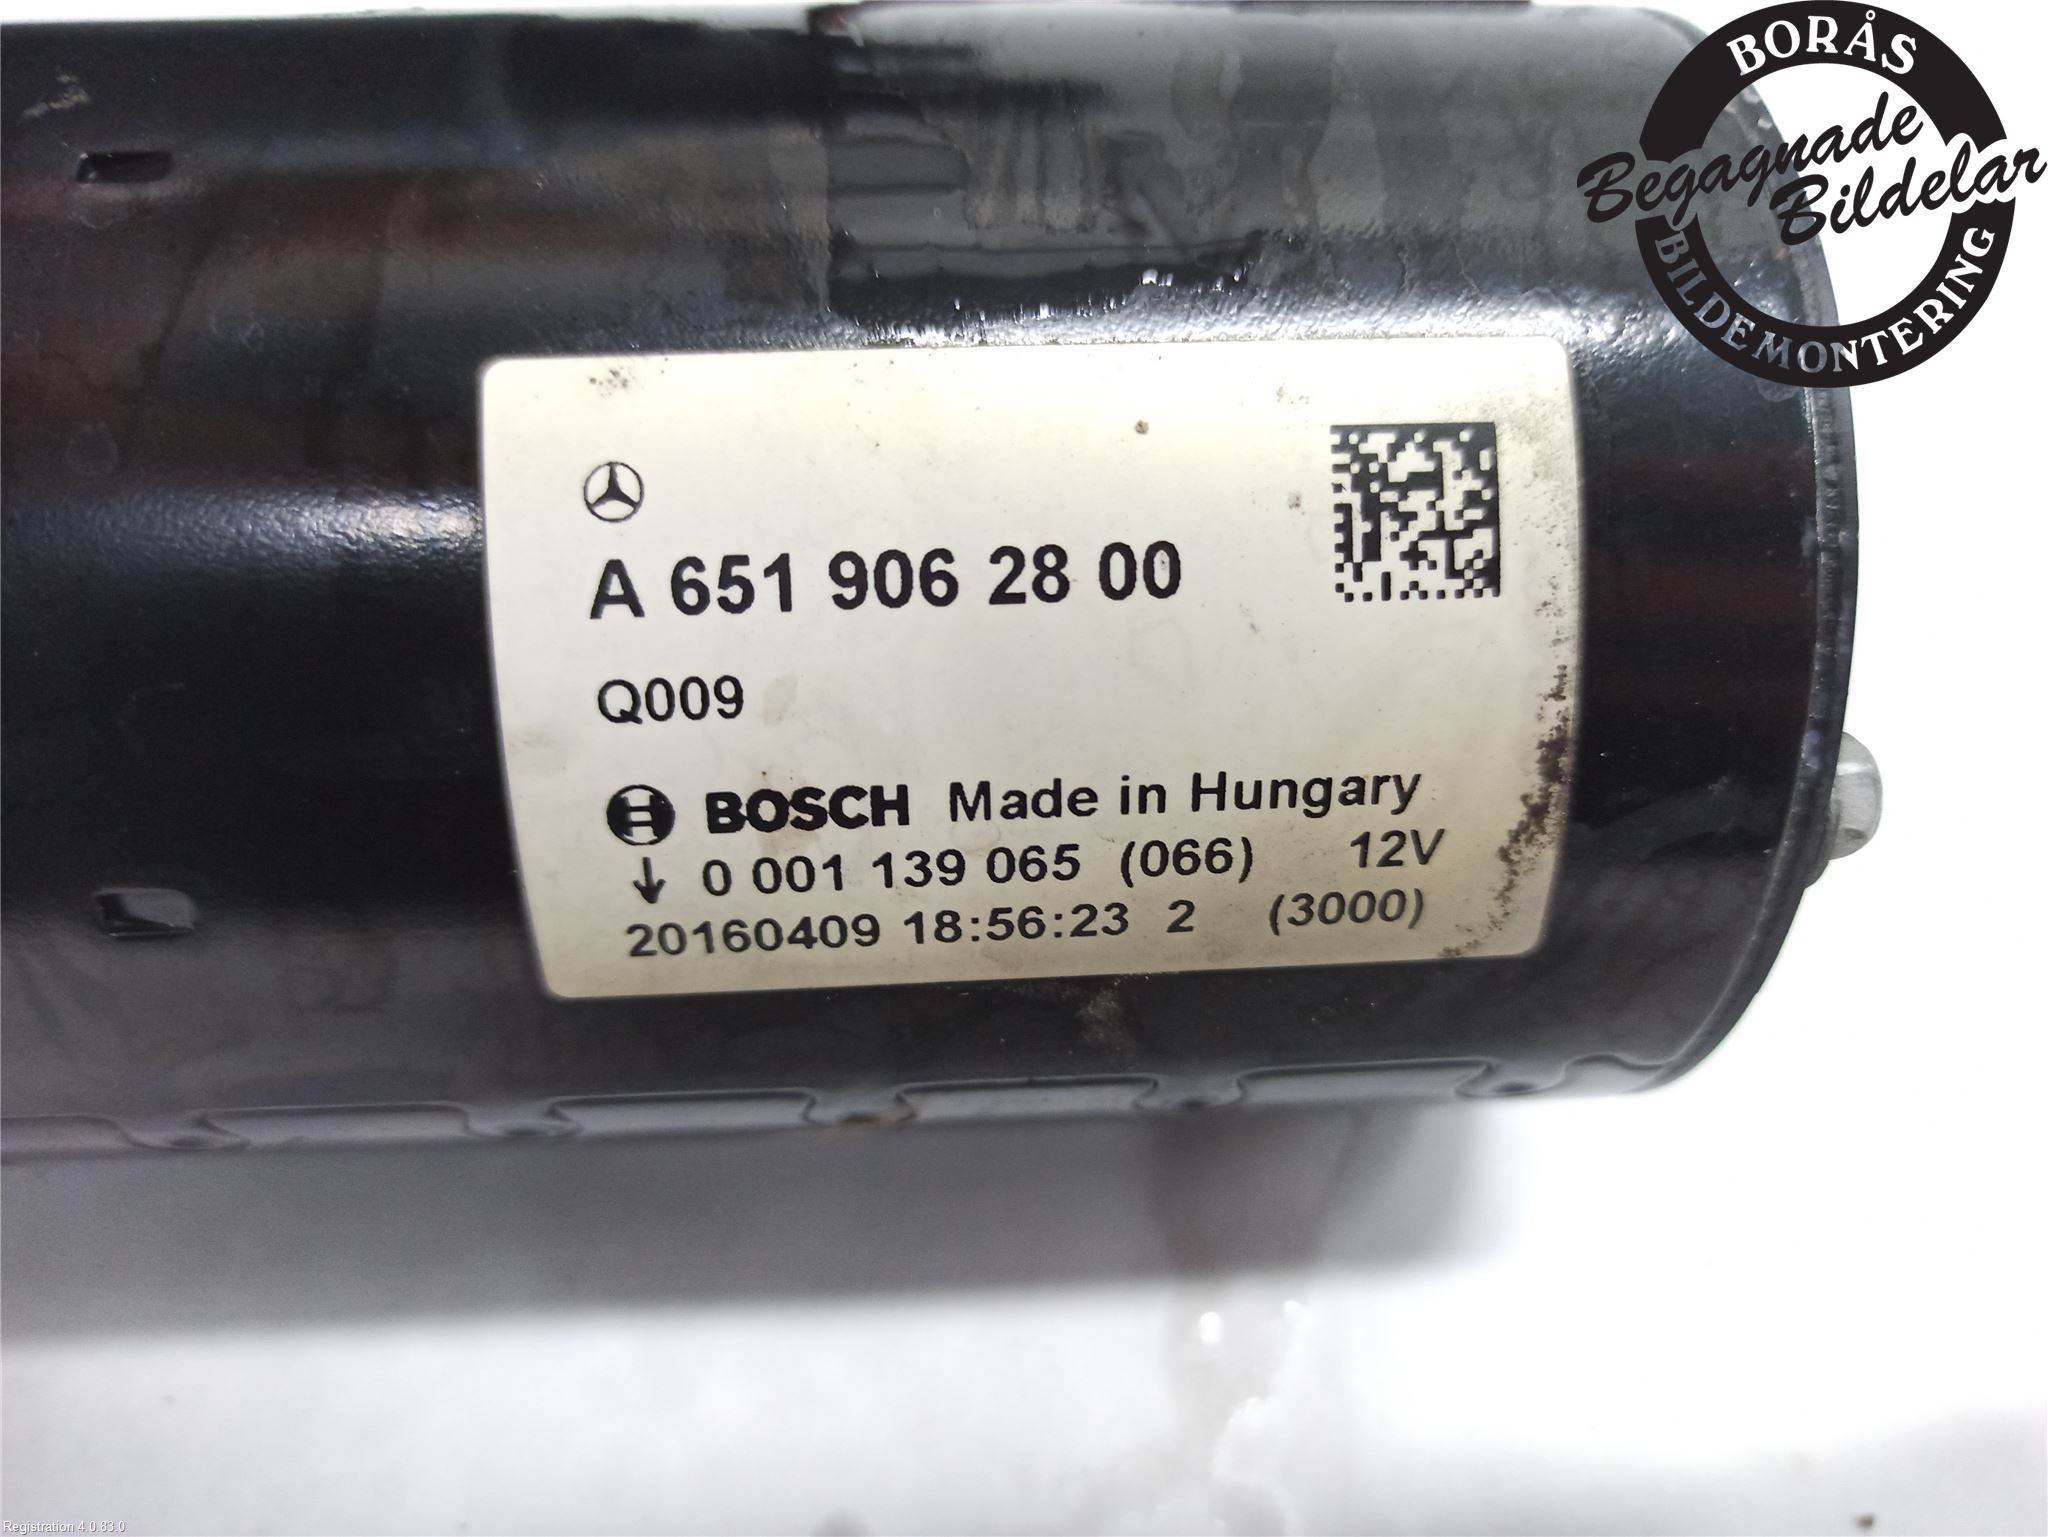 BORÅS
Begagnade
Bildelar
BILDEMONTERING
A 651 906 28 00
Q009
BOSCH Made in Hungary
↓ 0 001 139 065 (066) 12V
20160409 18:56:23 2 (3000)
Registration 4.0.83.0